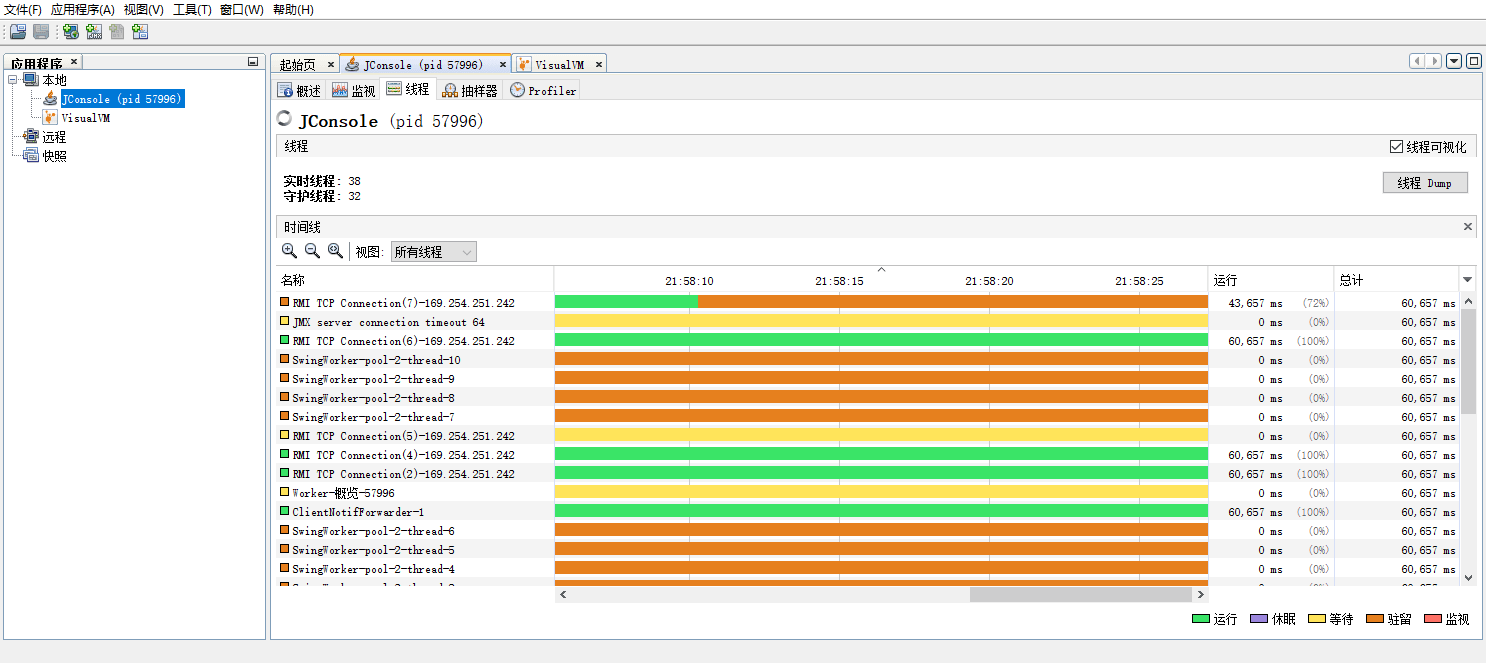 文件(F) 应用程序(A) 视图(V) 工具(T) 窗口(W) 帮助(H)
应用程序 ×
本地
JConsole (pid 57996)
VisualVM
远程
快照
起始页 × JConsole (pid 57996) × VisualVM ×
概述 监视 线程 抽样器 Profiler
JConsole (pid 57996)
线程 线程可视化
实时线程: 38
守护线程: 32
线程 Dump
时间线
视图: 所有线程
名称 21:58:10 21:58:15 21:58:20 21:58:25 运行 总计
RMI TCP Connection(7)-169.254.251.242 43,657 ms (72%) 60,657 ms
JMX server connection timeout 64 0 ms (0%) 60,657 ms
RMI TCP Connection(6)-169.254.251.242 60,657 ms (100%) 60,657 ms
SwingWorker-pool-2-thread-10 0 ms (0%) 60,657 ms
SwingWorker-pool-2-thread-9 0 ms (0%) 60,657 ms
SwingWorker-pool-2-thread-8 0 ms (0%) 60,657 ms
SwingWorker-pool-2-thread-7 0 ms (0%) 60,657 ms
RMI TCP Connection(5)-169.254.251.242 0 ms (0%) 60,657 ms
RMI TCP Connection(4)-169.254.251.242 60,657 ms (100%) 60,657 ms
RMI TCP Connection(2)-169.254.251.242 60,657 ms (100%) 60,657 ms
Worker-概览-57996 0 ms (0%) 60,657 ms
ClientNotifForwarder-1 60,657 ms (100%) 60,657 ms
SwingWorker-pool-2-thread-6 0 ms (0%) 60,657 ms
SwingWorker-pool-2-thread-5 0 ms (0%) 60,657 ms
SwingWorker-pool-2-thread-4 0 ms (0%) 60,657 ms
运行 休眠 等待 驻留 监视